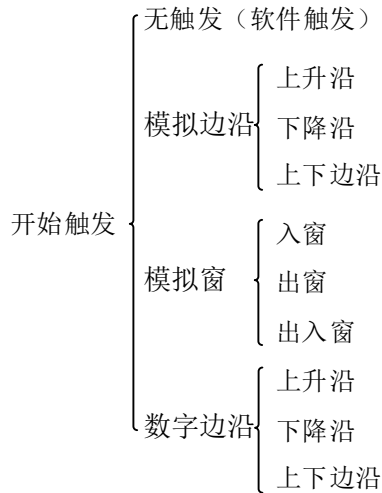 无触发（软件触发）
上升沿
模拟边沿
下降沿
上下边沿
开始触发
入窗
模拟窗
出窗
出入窗
上升沿
数字边沿
下降沿
上下边沿